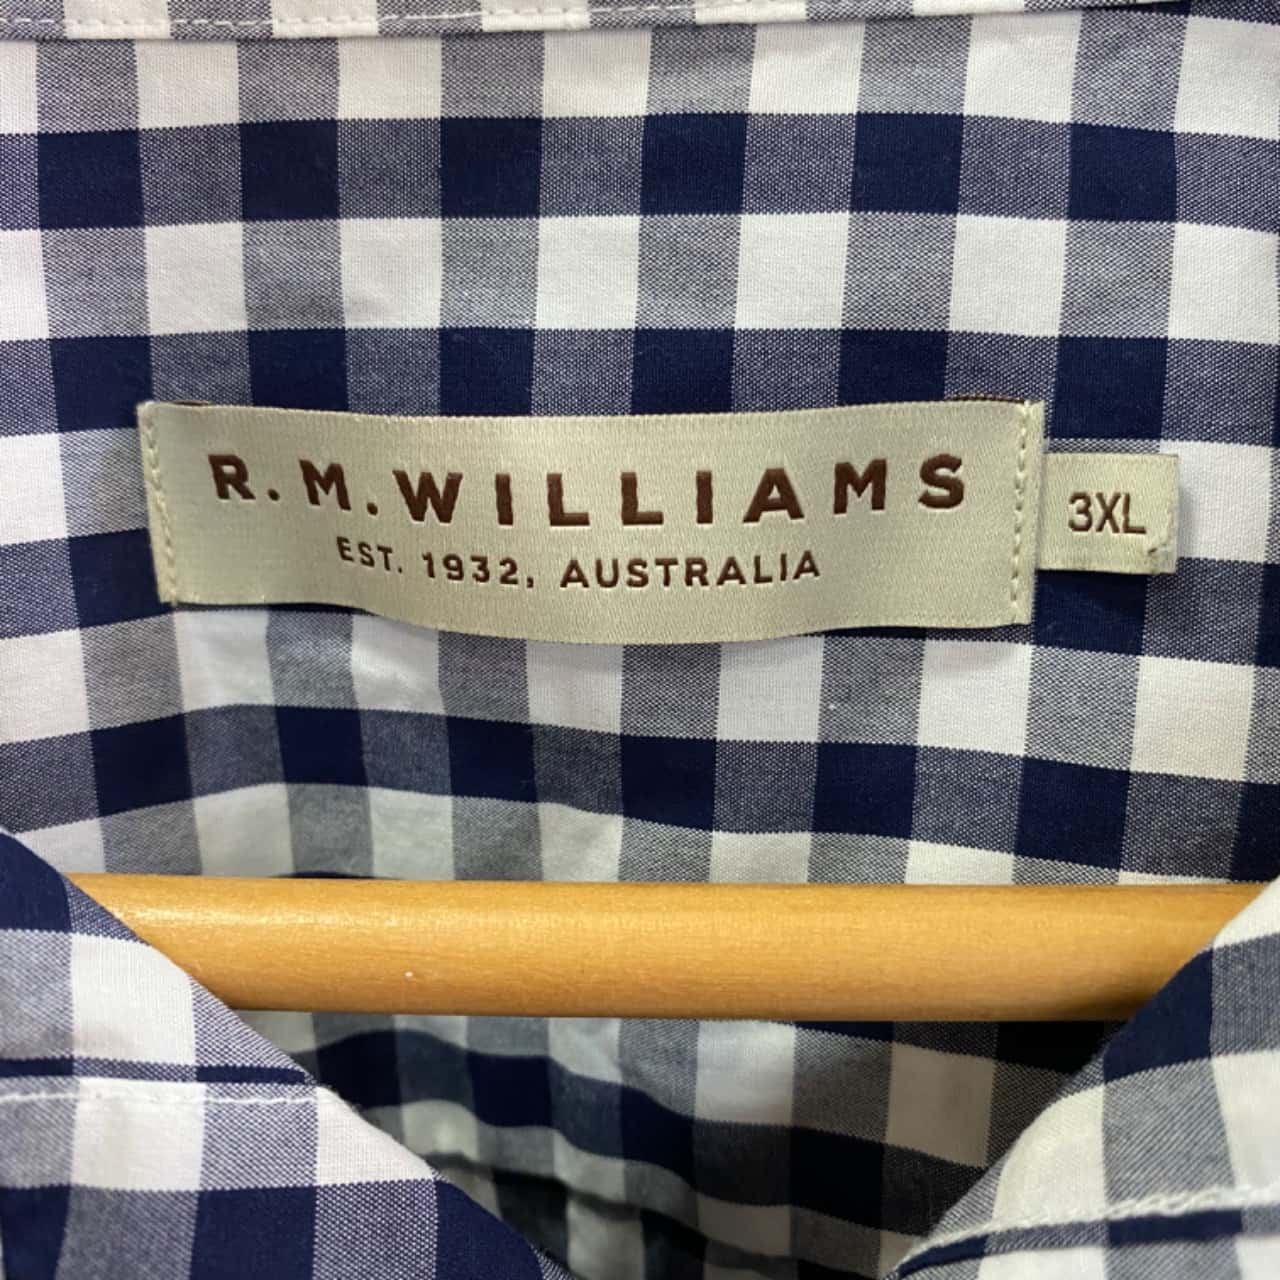 R.M.WILLIAMS
EST. 1932, AUSTRALIA
3XL